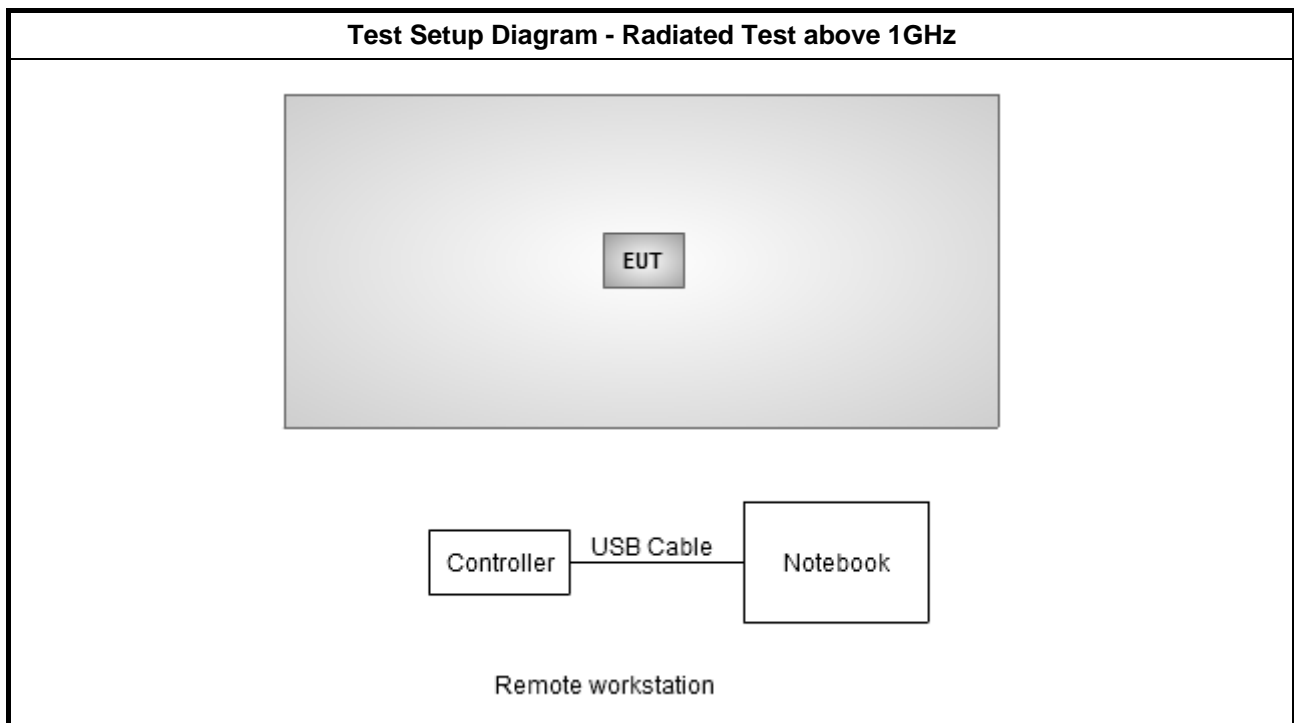 Test Setup Diagram - Radiated Test above 1GHz
EUT
Controller
USB Cable
Notebook
Remote workstation